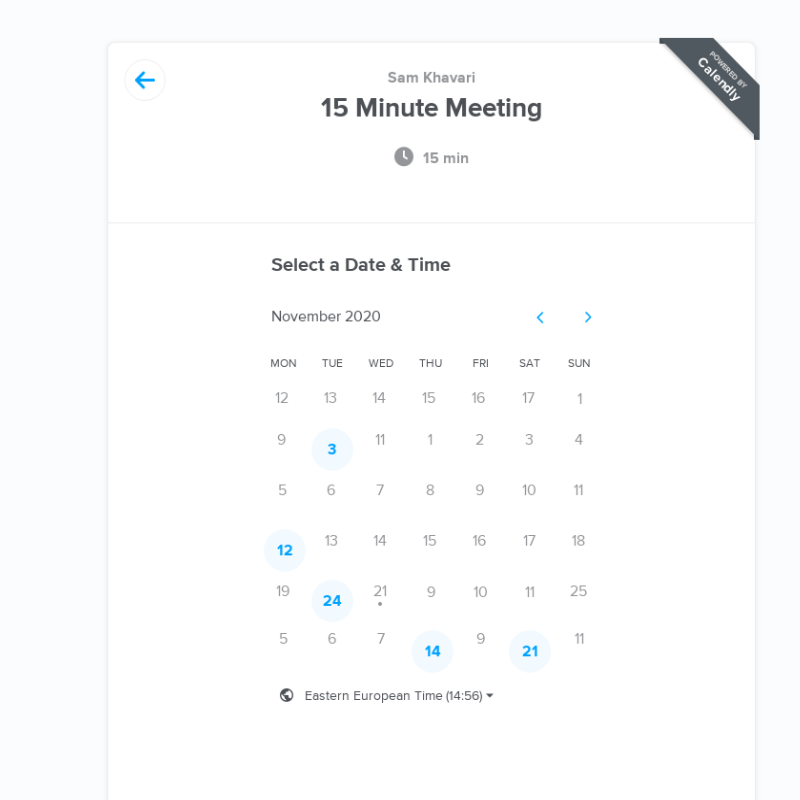 POWERED BY
Calendly
Sam Khavari
15 Minute Meeting
15 min
Select a Date & Time
November 2020
MON TUE WED THU FRI SAT SUN
12 13 14 15 16 17 1
9 3 11 1 2 3 4
5 6 7 8 9 10 11
12 13 14 15 16 17 18
19 24 21 9 10 11 25
5 6 7 14 9 21 11
Eastern European Time (14:56)